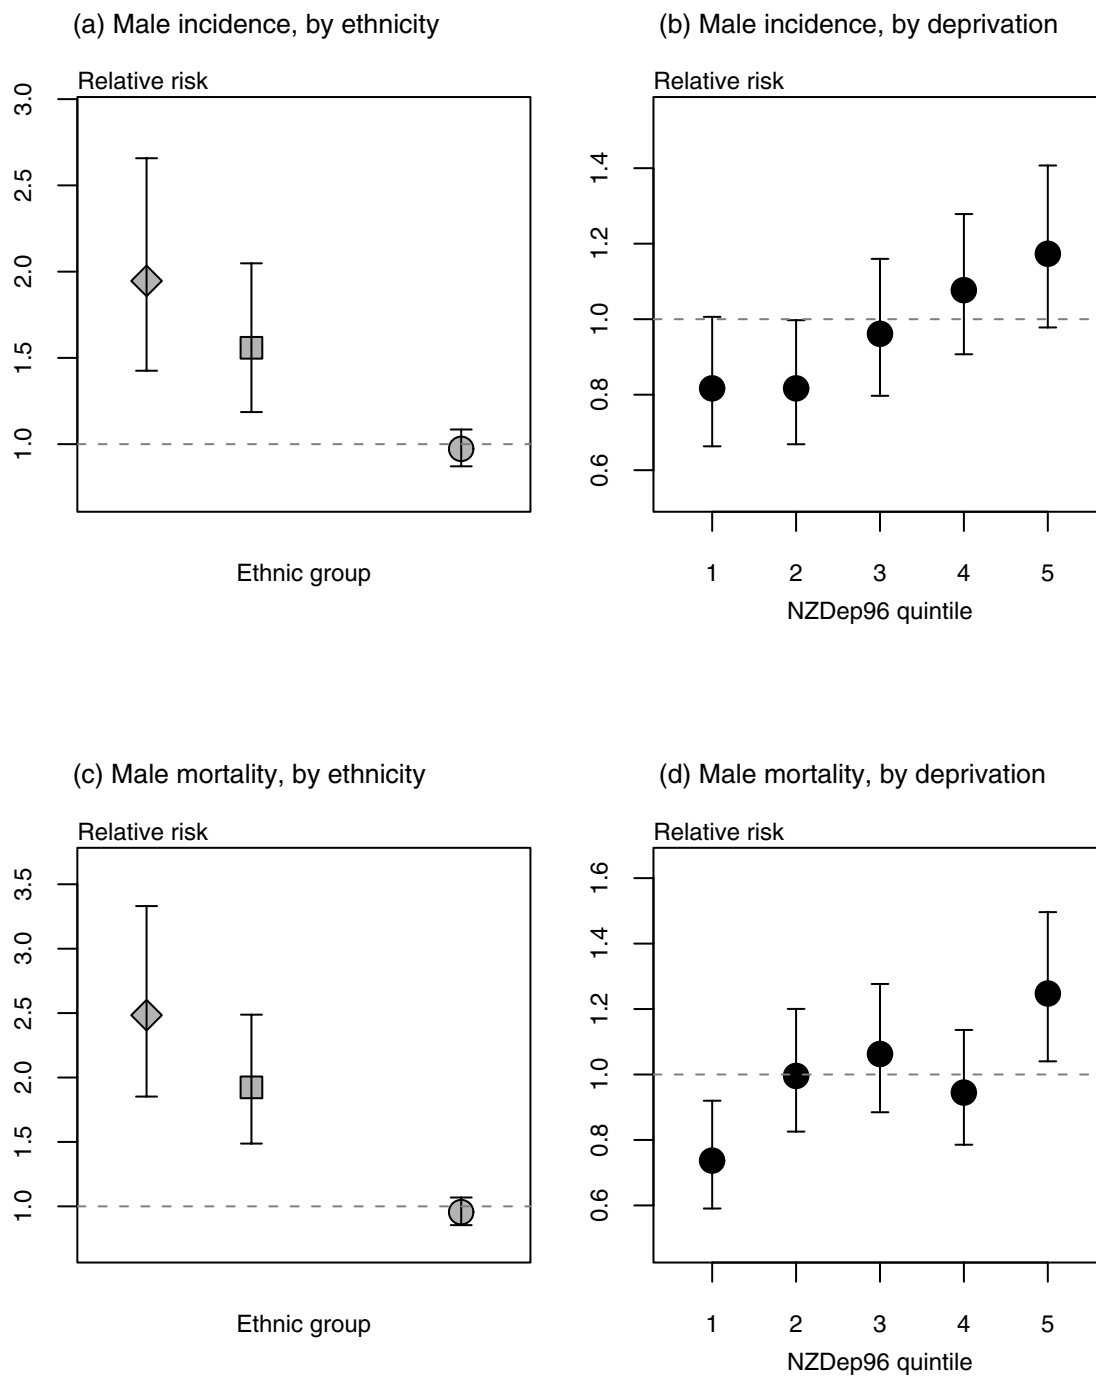 (a) Male incidence, by ethnicity
Relative risk
3.0
2.5
2.0
1.5
1.0
Ethnic group
(b) Male incidence, by deprivation
Relative risk
1.4
1.2
1.0
0.8
0.6
1 2 3 4 5
NZDep96 quintile
(c) Male mortality, by ethnicity
Relative risk
3.5
3.0
2.5
2.0
1.5
1.0
Ethnic group
(d) Male mortality, by deprivation
Relative risk
1.6
1.4
1.2
1.0
0.8
0.6
1 2 3 4 5
NZDep96 quintile